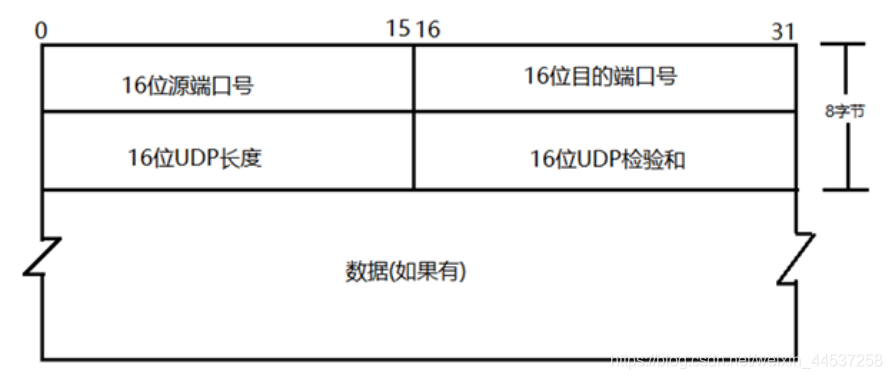 0 15 16 31
16位源端口号 16位目的端口号
8字节
16位UDP长度 16位UDP检验和
数据(如果有)
https://blog.csdn.net/weixin_44537258